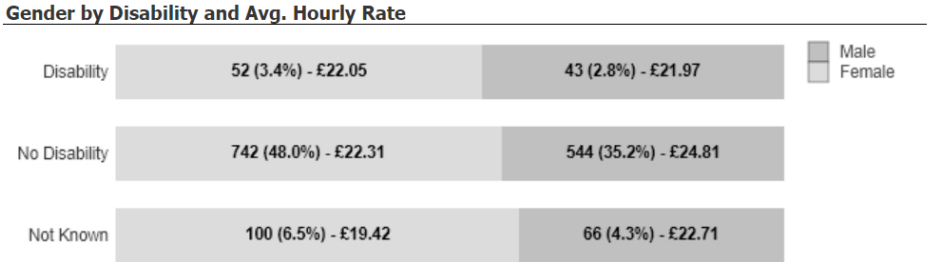 Gender by Disability and Avg. Hourly Rate
Male
Female
Disability 52 (3.4%) - £22.05 43 (2.8%) - £21.97
No Disability 742 (48.0%) - £22.31 544 (35.2%) - £24.81
Not Known 100 (6.5%) - £19.42 66 (4.3%) - £22.71